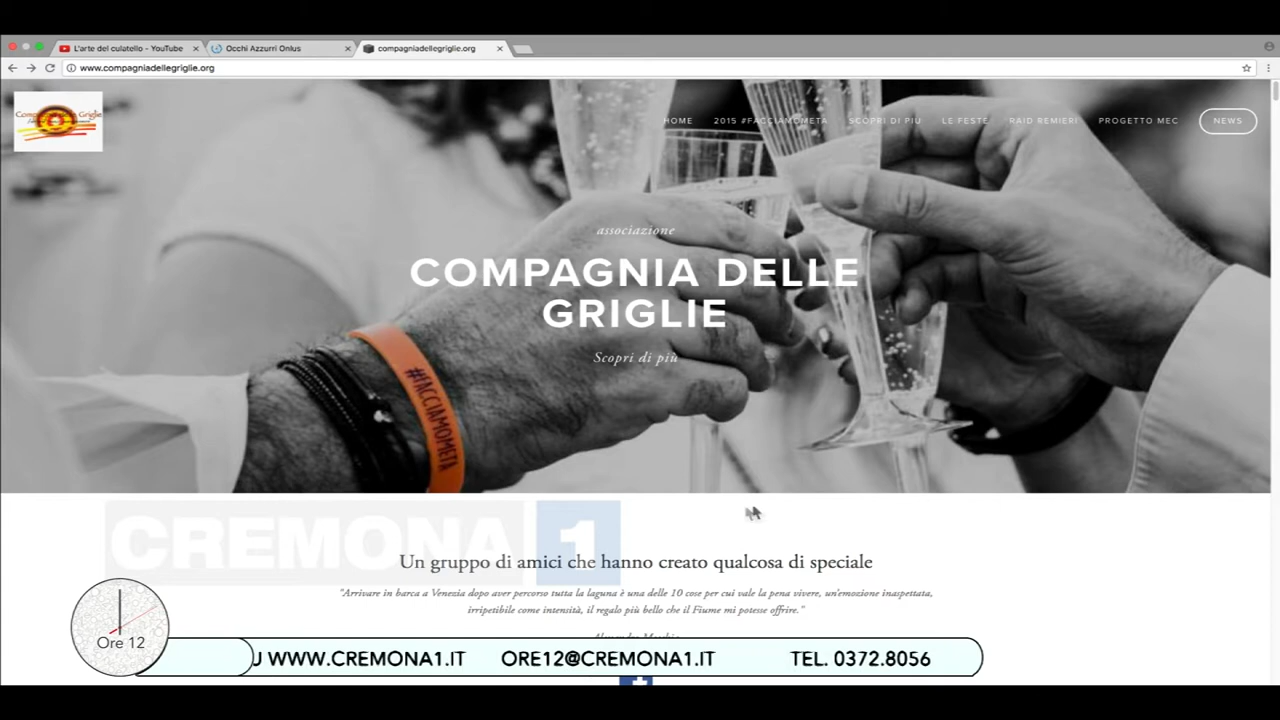 L'arte del culatello - YouTube
Occhi Azzurri Onlus
compagniadellegriglie.org
www.compagniadellegriglie.org
HOME 2015 #FACCIAMOMETA SCOPRI DI PIÙ LE FESTE RAID REMIERI PROGETTO MEC NEWS
associazione
COMPAGNIA DELLE
GRIGLIE
Scopri di più
#FACCIAMOMETA
CREMONA 1
Un gruppo di amici che hanno creato qualcosa di speciale
"Arrivare in barca a Venezia dopo aver percorso tutta la laguna è una delle 10 cose per cui vale la pena vivere, un'emozione inaspettata,
irripetibile come intensità, il regalo più bello che il Fiume mi potesse offrire."
Ore 12
WWW.CREMONA1.IT ORE12@CREMONA1.IT TEL. 0372.8056